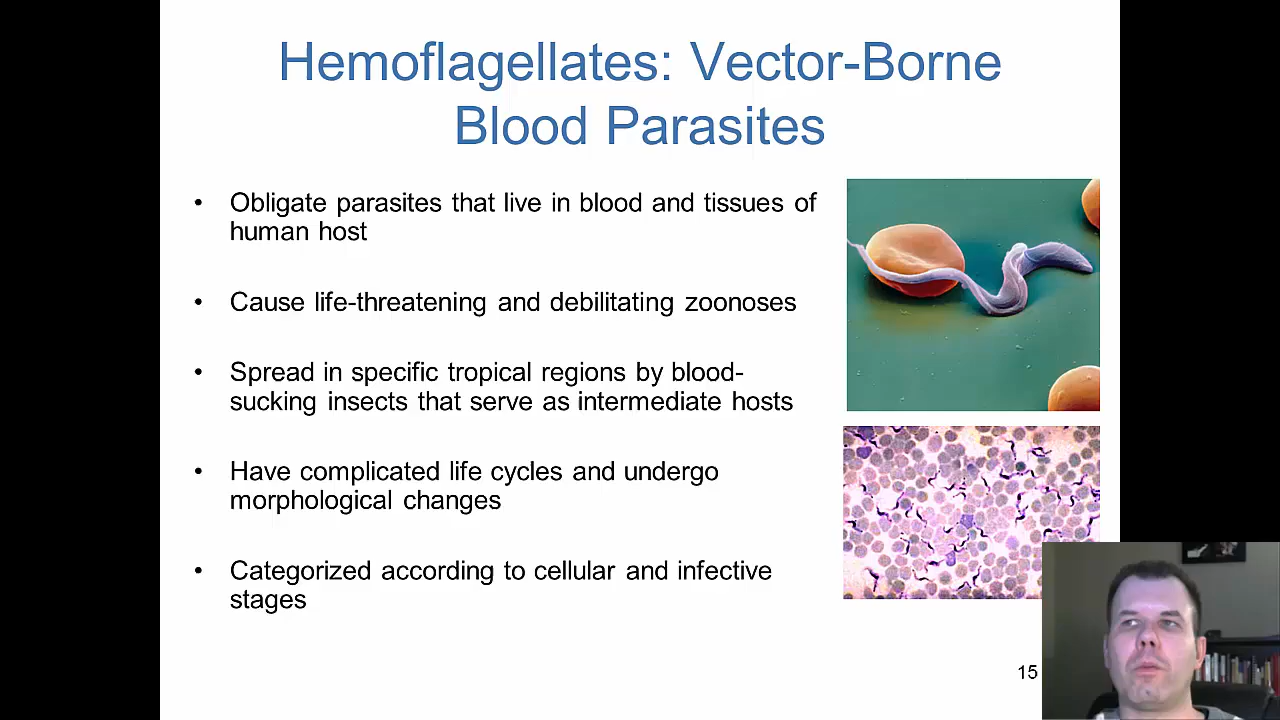 Hemoflagellates: Vector-Borne
Blood Parasites
• Obligate parasites that live in blood and tissues of
human host
• Cause life-threatening and debilitating zoonoses
• Spread in specific tropical regions by blood-
sucking insects that serve as intermediate hosts
• Have complicated life cycles and undergo
morphological changes
• Categorized according to cellular and infective
stages
15